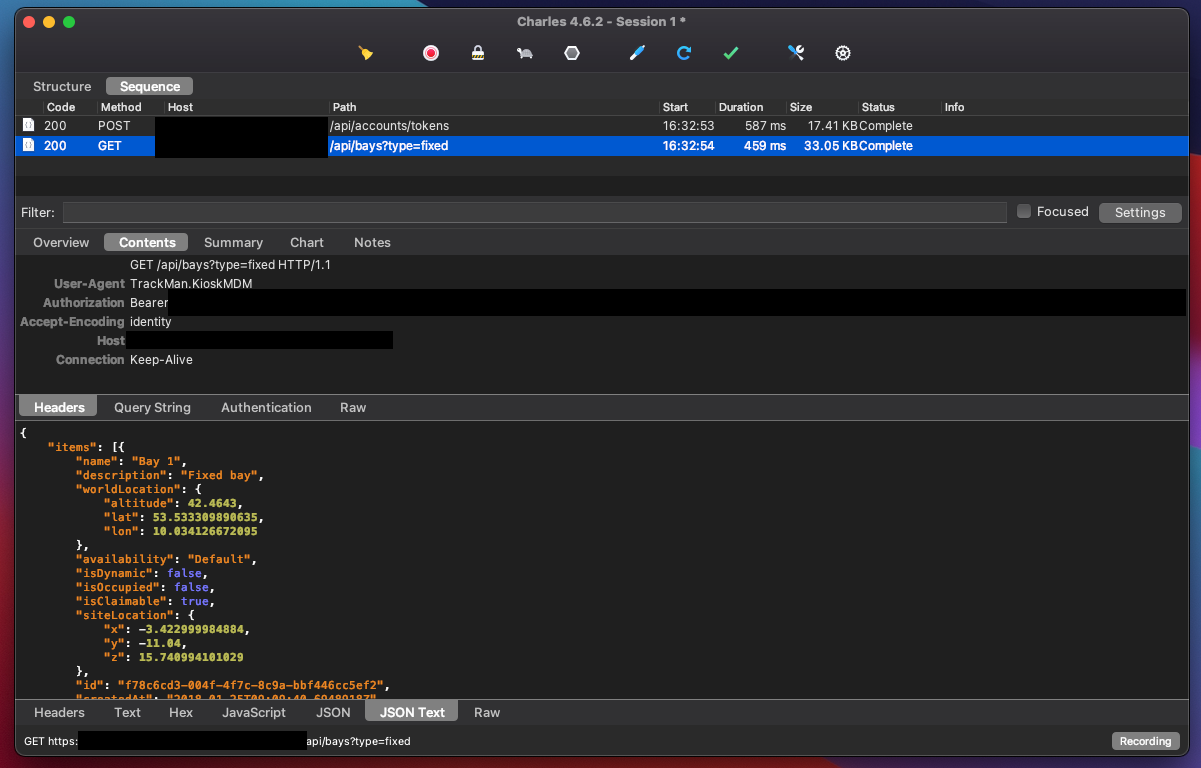 Charles 4.6.2 - Session 1 *
Structure Sequence
Code Method Host Path Start Duration Size Status Info
200 POST /api/accounts/tokens 16:32:53 587 ms 17.41 KB Complete
200 GET /api/bays?type=fixed 16:32:54 459 ms 33.05 KB Complete
Filter: Focused Settings
Overview Contents Summary Chart Notes
GET /api/bays?type=fixed HTTP/1.1
User-Agent TrackMan.KioskMDM
Authorization Bearer
Accept-Encoding identity
Host
Connection Keep-Alive
Headers Query String Authentication Raw
{
"items": [{
"name": "Bay 1",
"description": "Fixed bay",
"worldLocation": {
"altitude": 42.4643,
"lat": 53.533309890635,
"lon": 10.034126672095
},
"availability": "Default",
"isDynamic": false,
"isOccupied": false,
"isClaimable": true,
"siteLocation": {
"x": -3.422999984884,
"y": -11.04,
"z": 15.740994101029
},
"id": "f78c6cd3-004f-4f7c-8c9a-bbf446cc5ef2",
Headers Text Hex JavaScript JSON JSON Text Raw
GET https: api/bays?type=fixed Recording